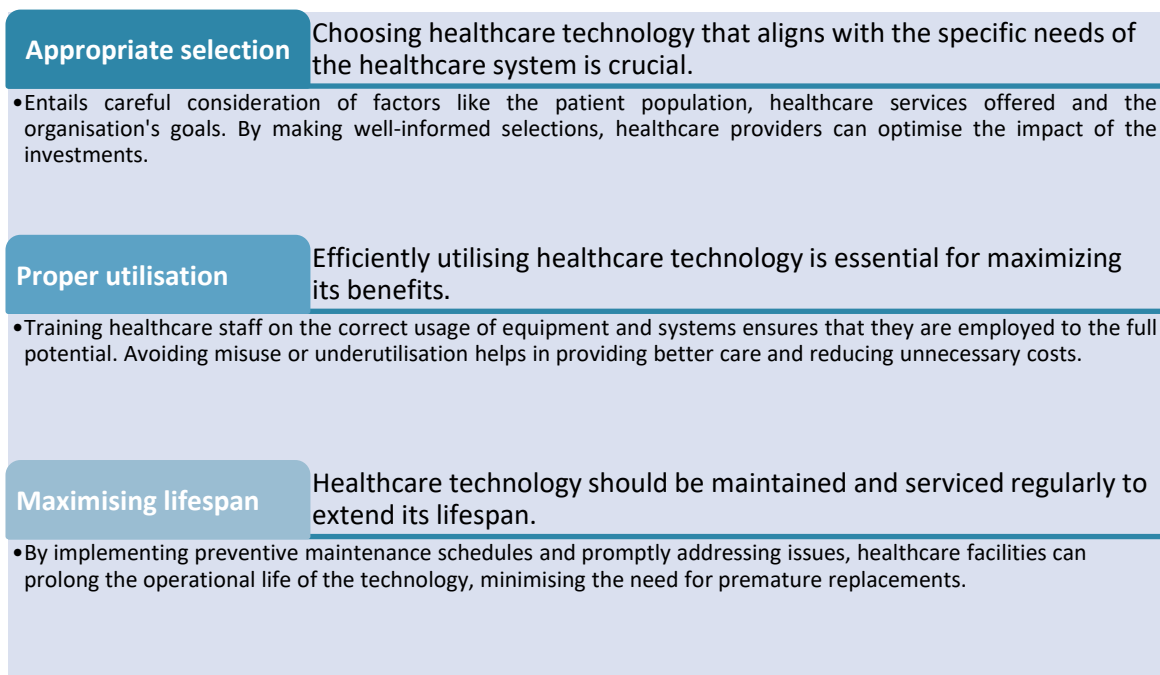 Appropriate selection
Choosing healthcare technology that aligns with the specific needs of
the healthcare system is crucial.
•Entails careful consideration of factors like the patient population, healthcare services offered and the
organisation's goals. By making well-informed selections, healthcare providers can optimise the impact of the
investments.
Proper utilisation
Efficiently utilising healthcare technology is essential for maximizing
its benefits.
•Training healthcare staff on the correct usage of equipment and systems ensures that they are employed to the full
potential. Avoiding misuse or underutilisation helps in providing better care and reducing unnecessary costs.
Maximising lifespan
Healthcare technology should be maintained and serviced regularly to
extend its lifespan.
•By implementing preventive maintenance schedules and promptly addressing issues, healthcare facilities can
prolong the operational life of the technology, minimising the need for premature replacements.